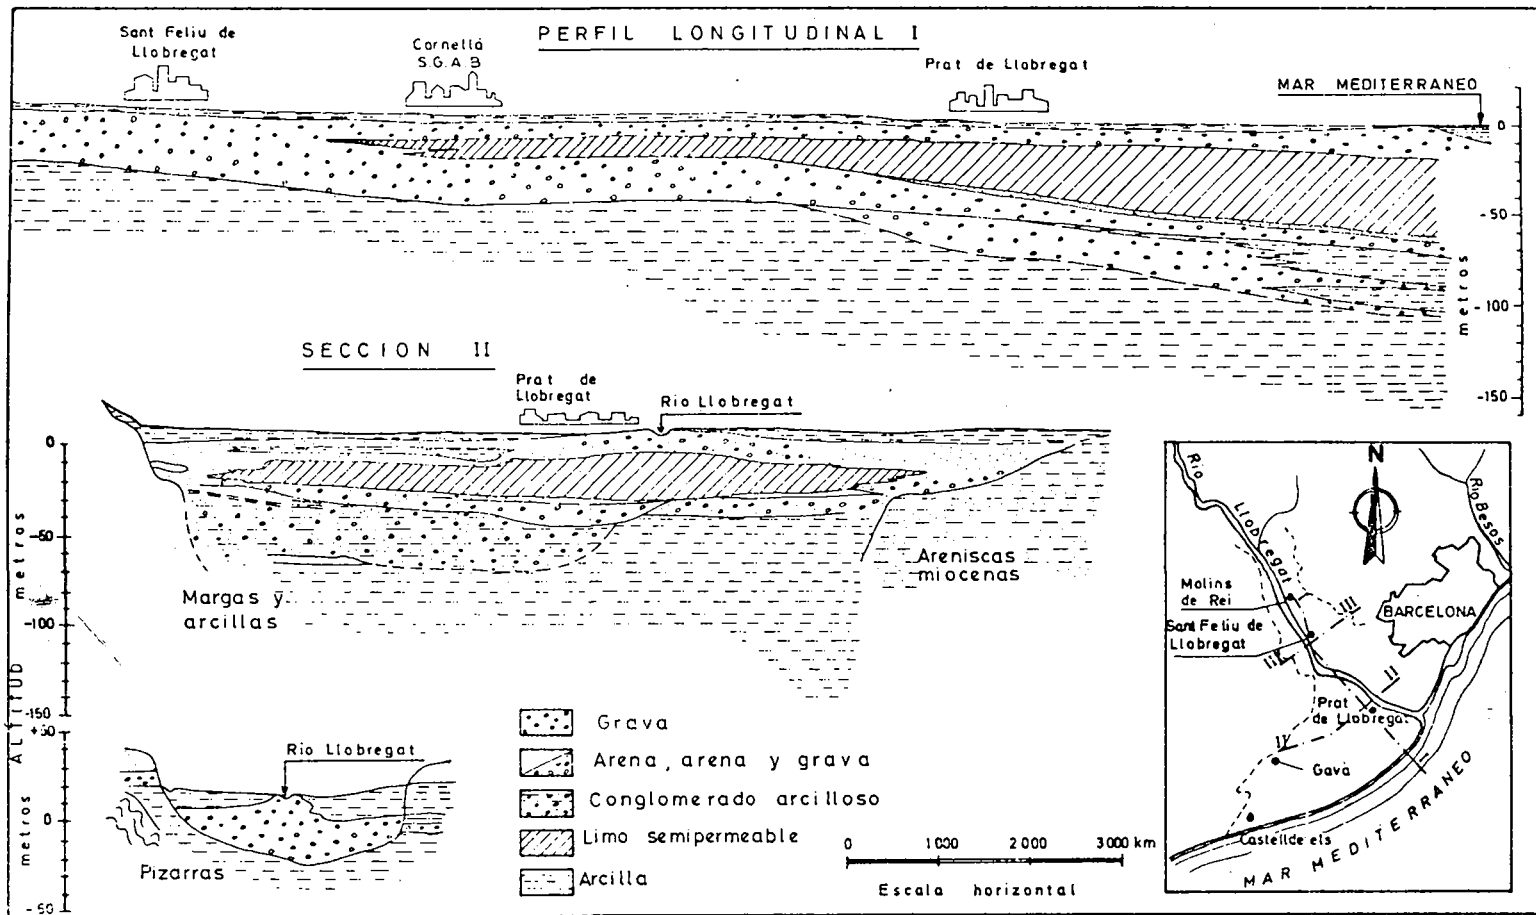 PERFIL LONGITUDINAL I
Sant Feliu de
Llobregat
Cornellá
S.G.A.B
Prat de Llobregat
MAR MEDITERRANEO
0
-50
-100
-150
metros
SECCION II
Prat de
Llobregat
Rio Llobregat
0
-50
-100
-150
metros
ALTITUD
Margas y
arcillas
Areniscas
miocenas
+50
0
-50
metros
Rio Llobregat
Pizarras
Grava
Arena, arena y grava
Conglomerado arcilloso
Limo semipermeable
Arcilla
0
1000
2000
3000 km
Escala horizontal
N
Rio
Llobregat
Rio Besos
Molins
de Rei
BARCELONA
Sant Feliu de
Llobregat
III
III
II
Prat
de Llobregat
II
Gavà
Castelldefels
MAR MEDITERRANEO